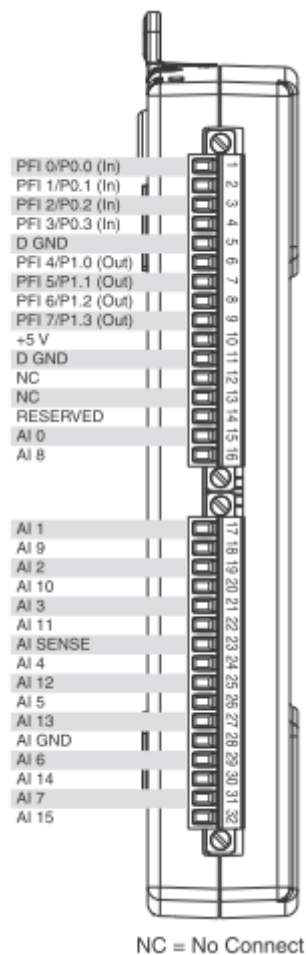 PFI 0/P0.0 (In) 1
PFI 1/P0.1 (In) 2
PFI 2/P0.2 (In) 3
PFI 3/P0.3 (In) 4
D GND 5
PFI 4/P1.0 (Out) 6
PFI 5/P1.1 (Out) 7
PFI 6/P1.2 (Out) 8
PFI 7/P1.3 (Out) 9
+5 V 10
D GND 11
NC 12
NC 13
RESERVED 14
AI 0 15
AI 8 16
AI 1 17
AI 9 18
AI 2 19
AI 10 20
AI 3 21
AI 11 22
AI SENSE 23
AI 4 24
AI 12 25
AI 5 26
AI 13 27
AI GND 28
AI 6 29
AI 14 30
AI 7 31
AI 15 32
NC = No Connect